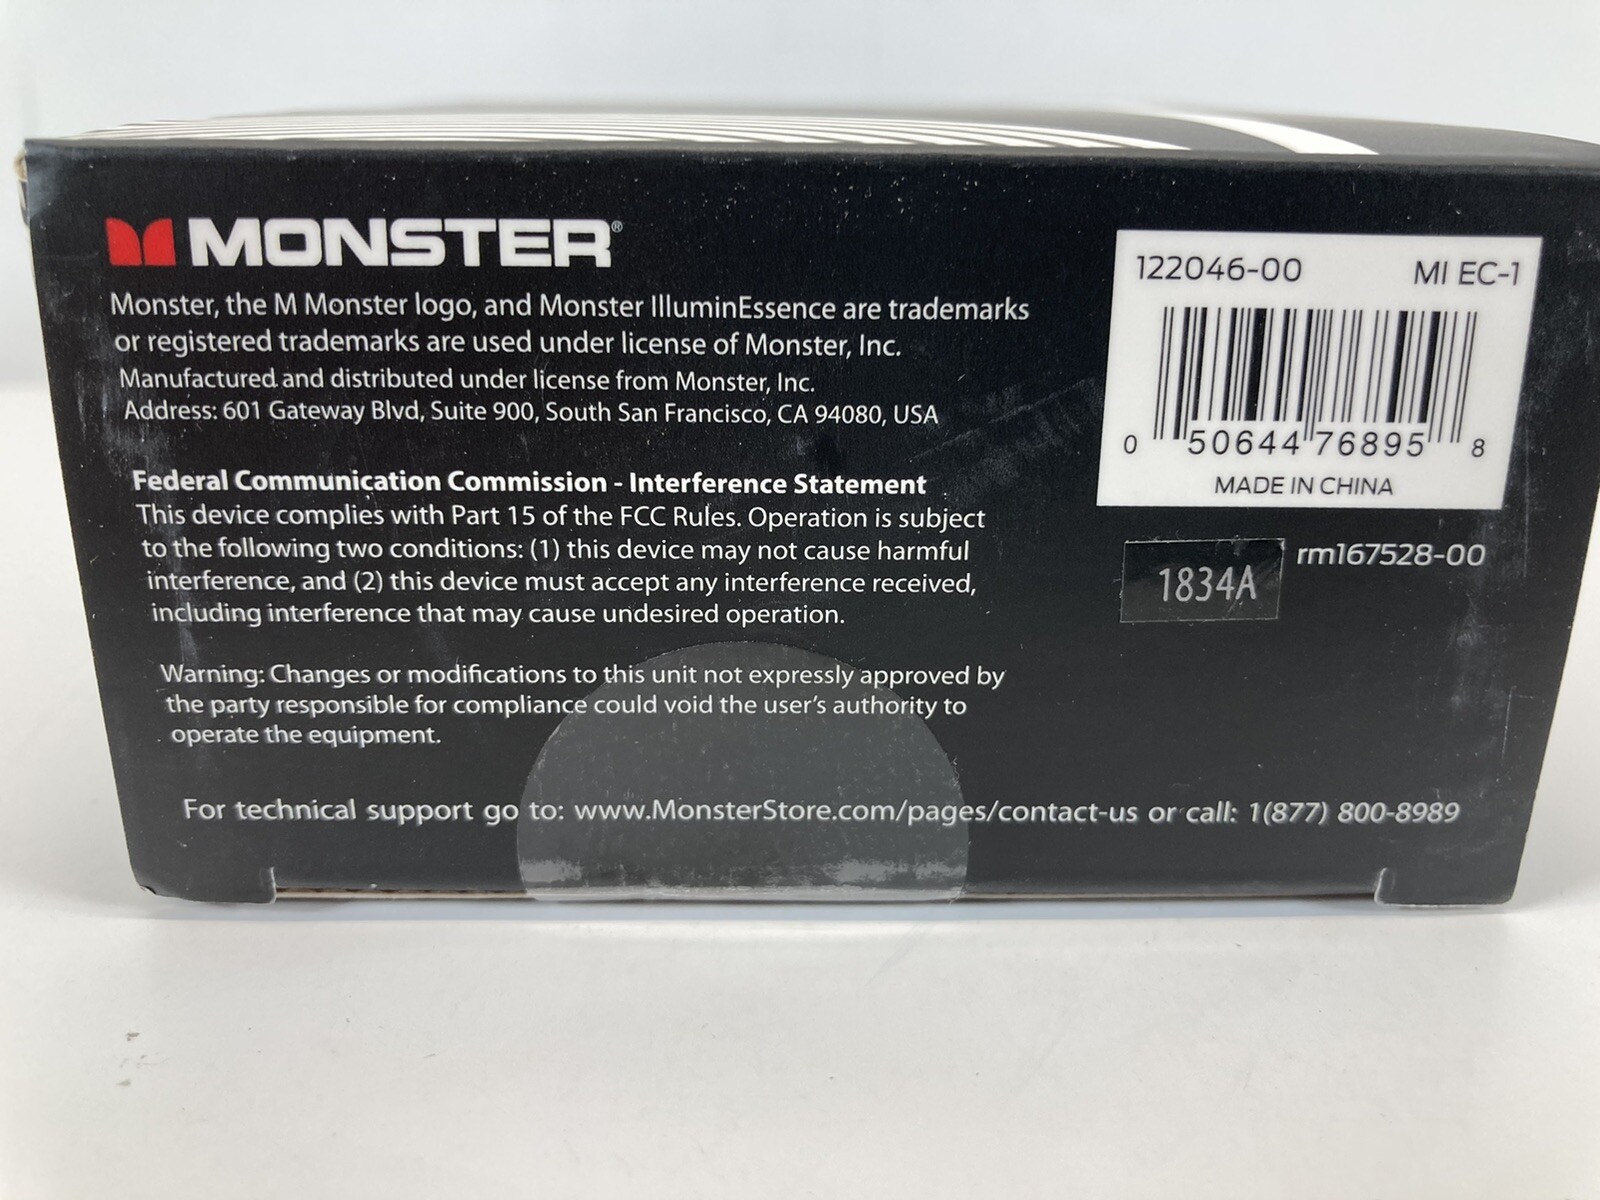 MONSTER®
Monster, the M Monster logo, and Monster IlluminEssence are trademarks
or registered trademarks are used under license of Monster, Inc.
Manufactured and distributed under license from Monster, Inc.
Address: 601 Gateway Blvd, Suite 900, South San Francisco, CA 94080, USA
Federal Communication Commission - Interference Statement
This device complies with Part 15 of the FCC Rules. Operation is subject
to the following two conditions: (1) this device may not cause harmful
interference, and (2) this device must accept any interference received,
including interference that may cause undesired operation.
Warning: Changes or modifications to this unit not expressly approved by
the party responsible for compliance could void the user's authority to
operate the equipment.
For technical support go to: www.MonsterStore.com/pages/contact-us or call: 1(877) 800-8989
122046-00 MI EC-1
0 50644 76895 8
MADE IN CHINA
rm167528-00
1834A